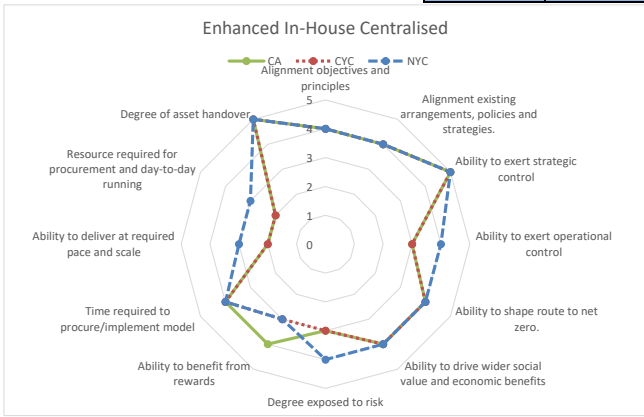 Enhanced In-House Centralised
CA CYC NYC
Alignment objectives and
principles
Alignment existing
arrangements, policies and
strategies.
Ability to exert strategic
control
Ability to exert operational
control
Ability to shape route to net
zero.
Ability to drive wider social
value and economic benefits
Degree exposed to risk
Ability to benefit from
rewards
Time required to
procure/implement model
Ability to deliver at required
pace and scale
Resource required for
procurement and day-to-day
running
Degree of asset handover
5
4
3
2
1
0